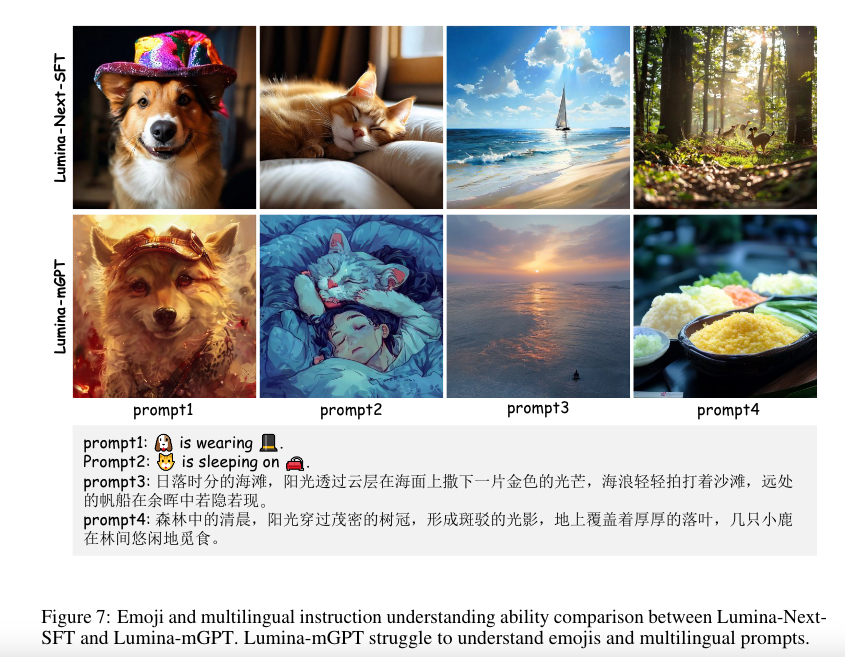 Lumina-Next-SFT
Lumina-mGPT
prompt1
prompt2
prompt3
prompt4
prompt1: 🐶 is wearing 🎩.
Prompt2: 🐱 is sleeping on 👜.
prompt3: 日落时分的海滩，阳光透过云层在海面上撒下一片金色的光芒，海浪轻轻拍打着沙滩，远处
的帆船在余晖中若隐若现。
prompt4: 森林中的清晨，阳光穿过茂密的树冠，形成斑驳的光影，地上覆盖着厚厚的落叶，几只小鹿
在林间悠闲地觅食。
Figure 7: Emoji and multilingual instruction understanding ability comparison between Lumina-Next-
SFT and Lumina-mGPT. Lumina-mGPT struggle to understand emojis and multilingual prompts.